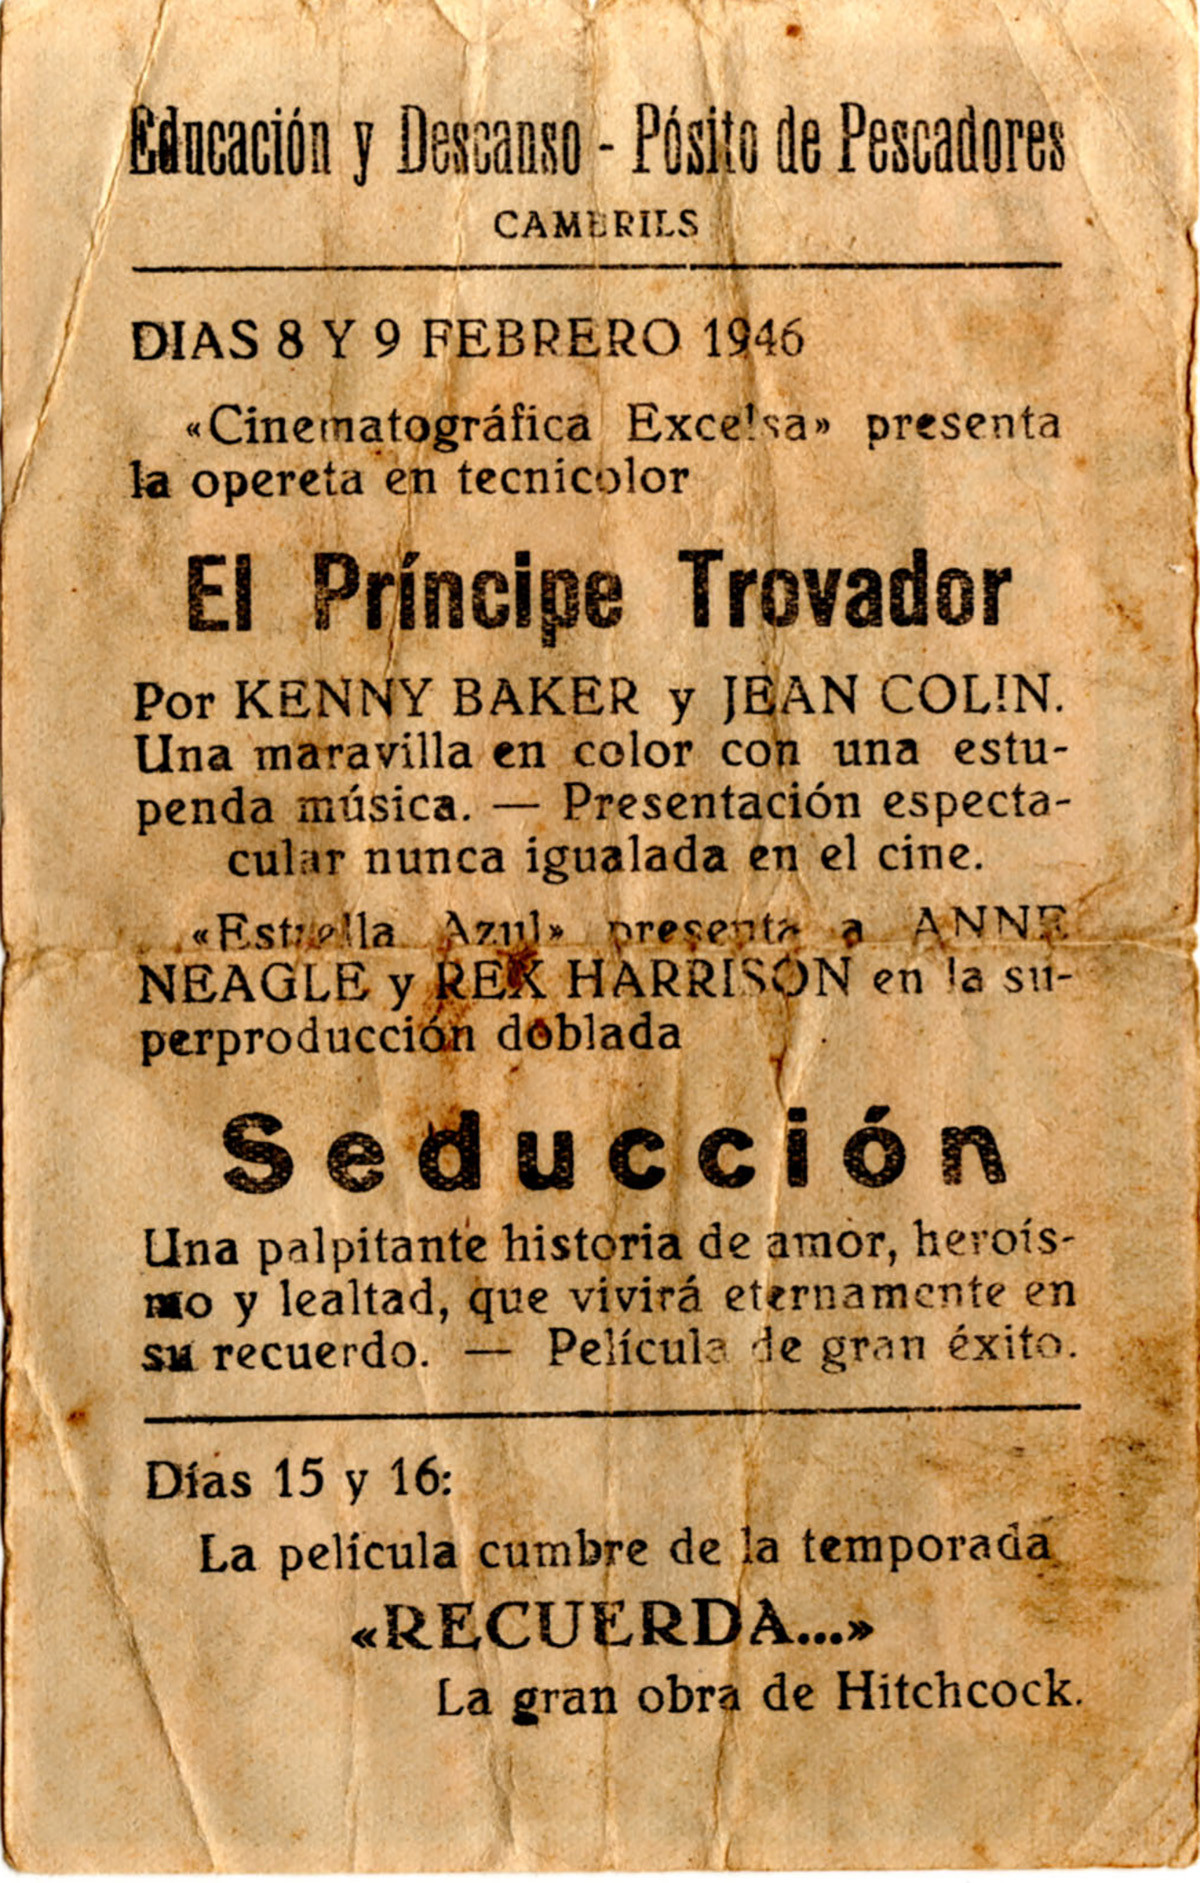 Educación y Descanso - Pósito de Pescadores
CAMBRILS
DIAS 8 Y 9 FEBRERO 1946
«Cinematográfica Excelsa» presenta
la opereta en tecnicolor
El Príncipe Trovador
Por KENNY BAKER y JEAN COLIN.
Una maravilla en color con una estu-
penda música. — Presentación especta-
cular nunca igualada en el cine.
«Estrella Azul» presenta a ANNE
NEAGLE y REX HARRISON en la su-
perproducción doblada
Seducción
Una palpitante historia de amor, heroís-
mo y lealtad, que vivirá eternamente en
su recuerdo. — Película de gran éxito.
Días 15 y 16:
La película cumbre de la temporada
«RECUERDA...»
La gran obra de Hitchcock.